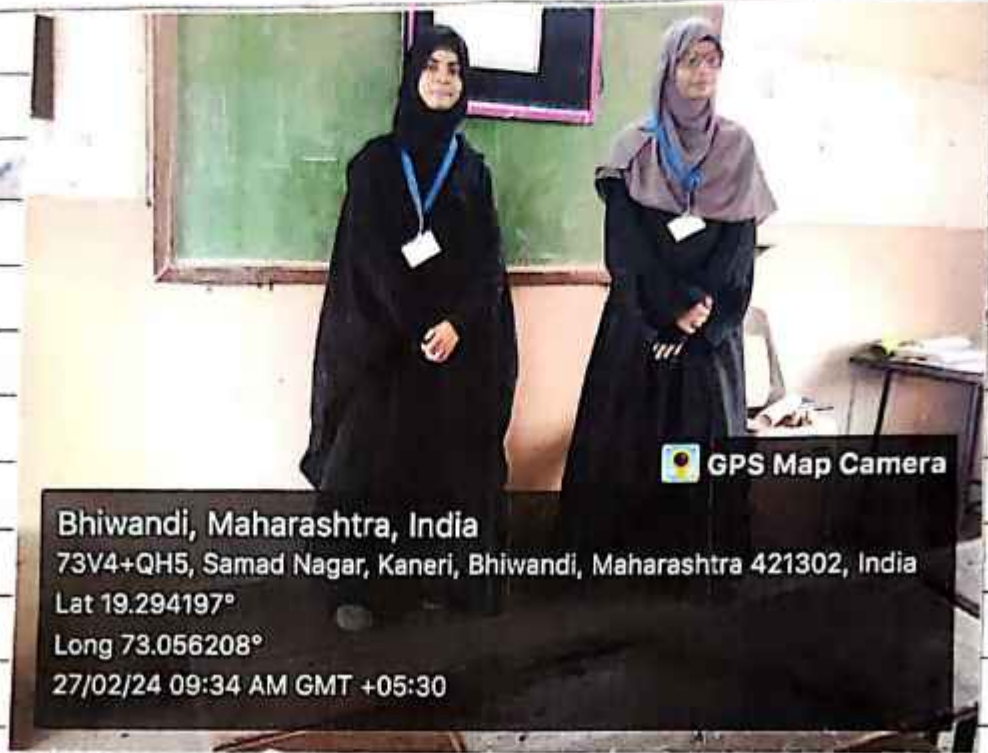 GPS Map Camera
Bhiwandi, Maharashtra, India
73V4+QH5, Samad Nagar, Kaneri, Bhiwandi, Maharashtra 421302, India
Lat 19.294197°
Long 73.056208°
27/02/24 09:34 AM GMT +05:30